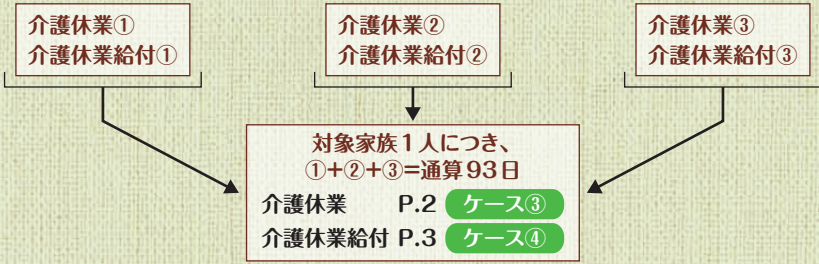 介護休業①
介護休業給付①
介護休業②
介護休業給付②
介護休業③
介護休業給付③
対象家族1人につき、
①+②+③=通算93日
介護休業 P.2 ケース③
介護休業給付 P.3 ケース④